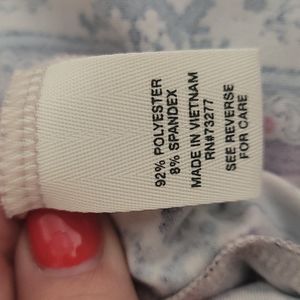 92% POLYESTER
8% SPANDEX
MADE IN VIETNAM
RN#73277
SEE REVERSE
FOR CARE